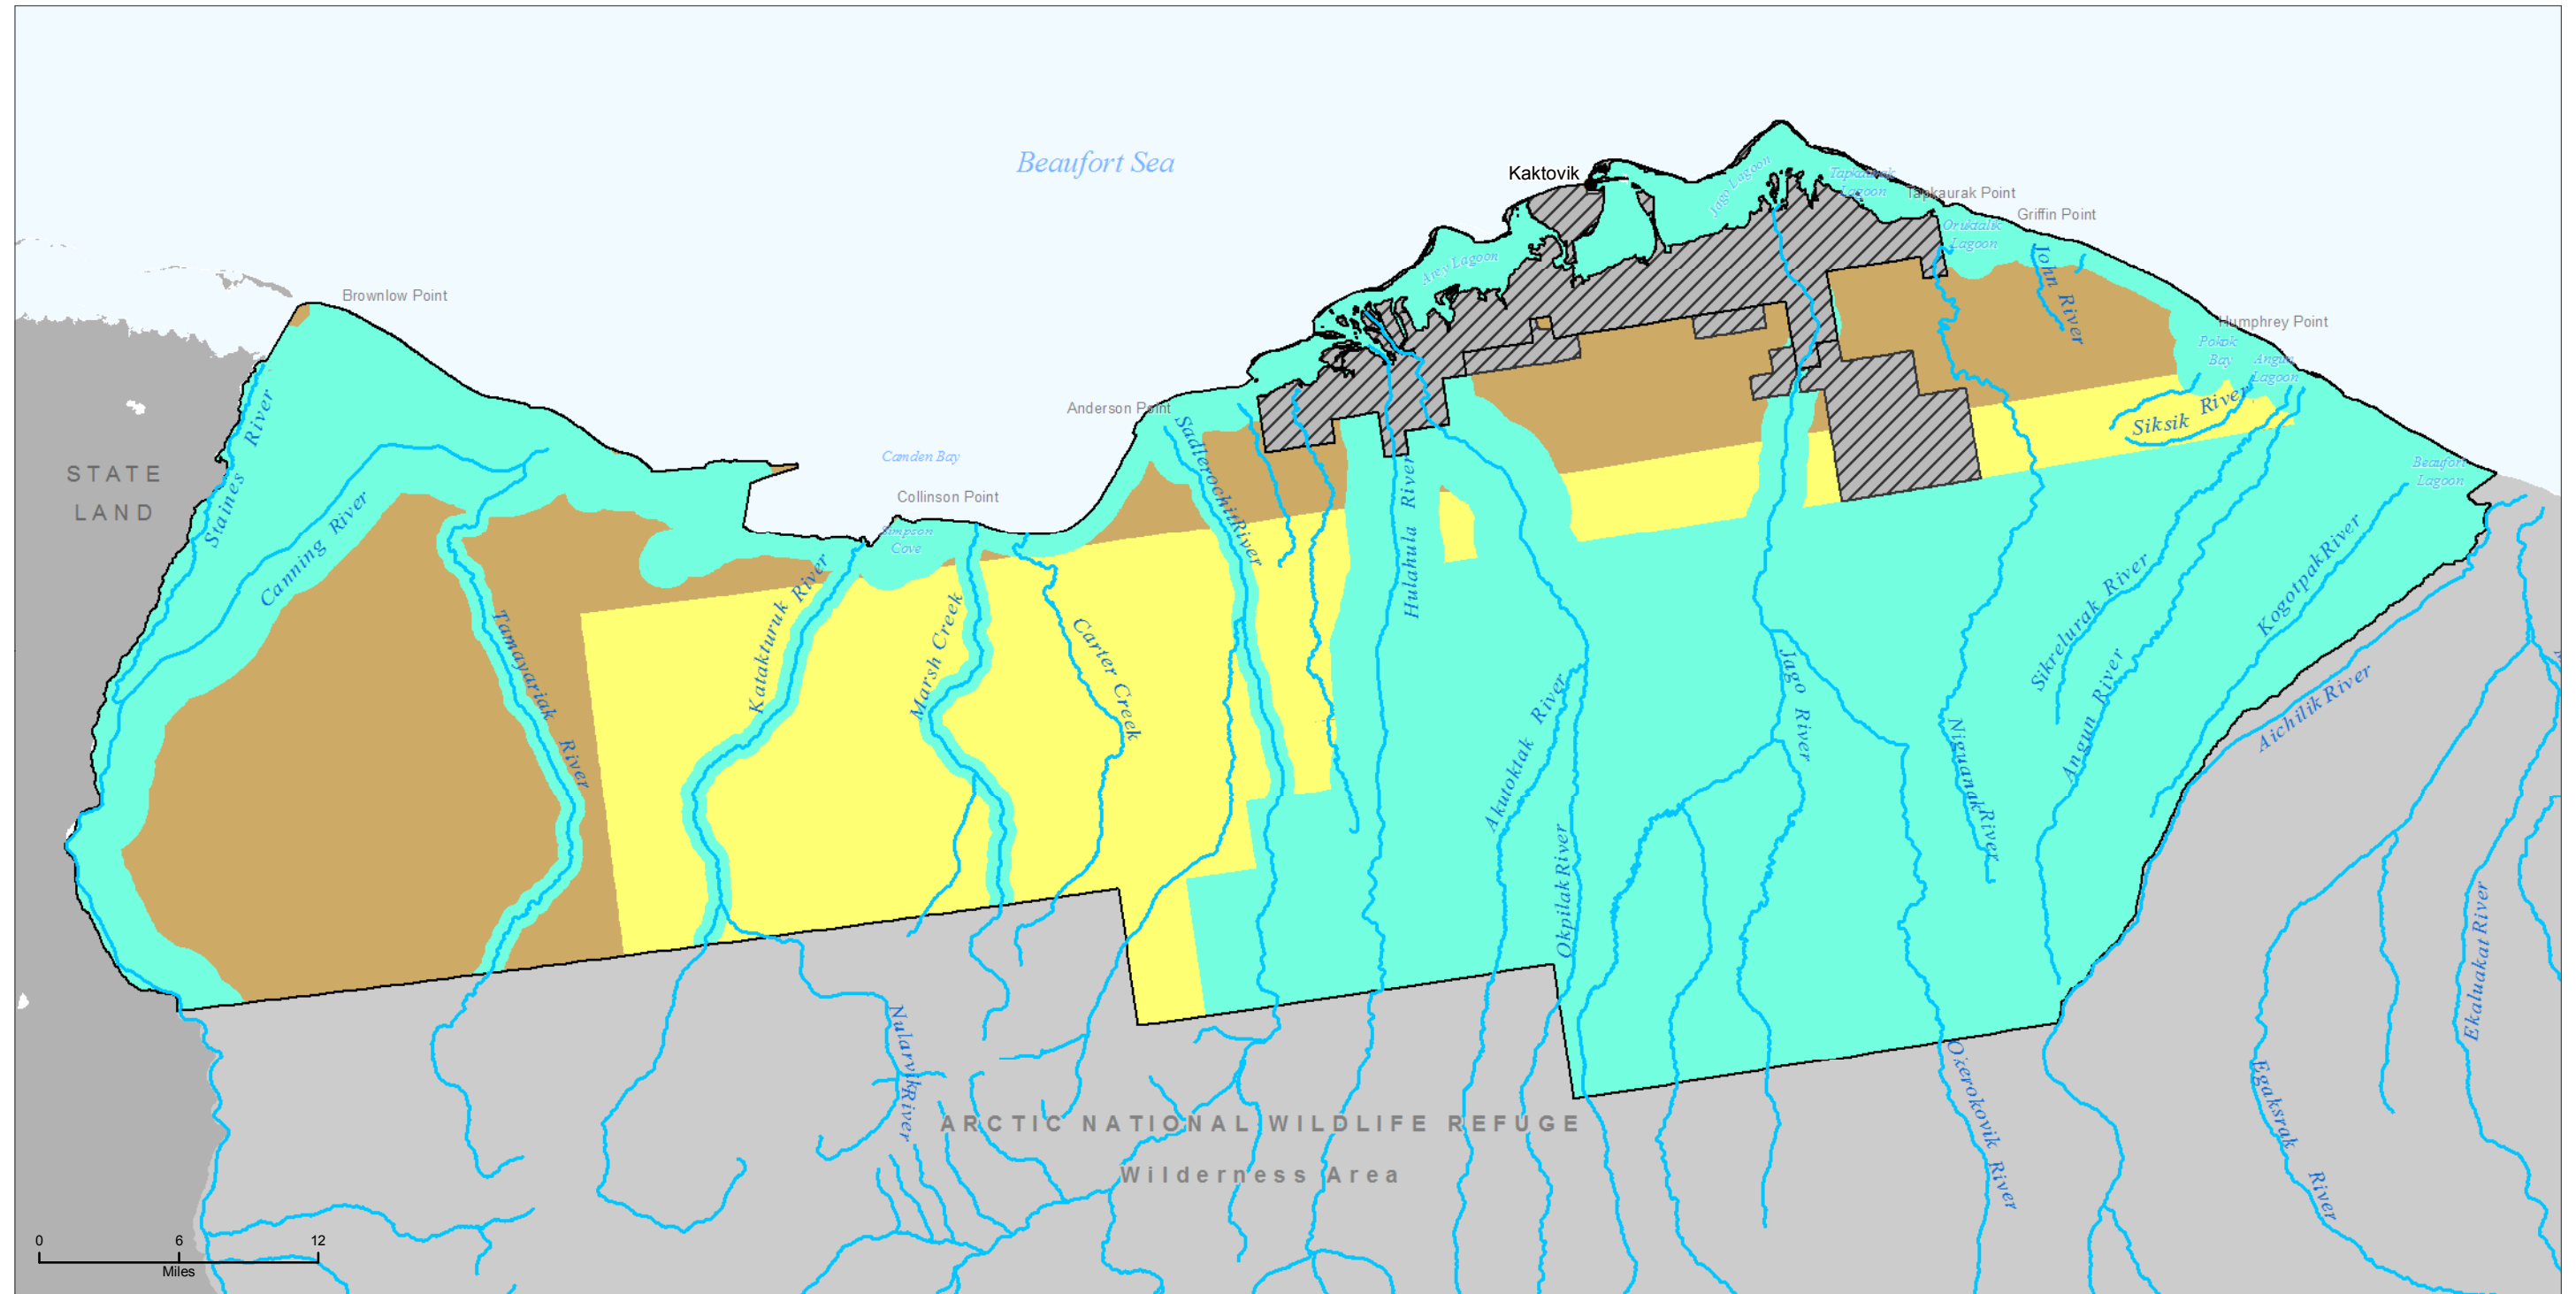 Beaufort Sea
Kaktovik
Jago Lagoon
Tapkaurak
Lagoon
Tapkaurak Point
Griffin Point
Oruktalik
Lagoon
John River
Arey Lagoon
Brownlow Point
Humphrey Point
Pokok
Bay
Angun
Lagoon
Anderson Point
Siksik River
Camden Bay
Collinson Point
Simpson
Cove
Beaufort
Lagoon
STATE
LAND
Staines River
Canning River
Tamayariak River
Katakturuk River
Marsh Creek
Carter Creek
Sadlerochit River
Hulahula River
Akutoktak River
Okpilak River
Jago River
Niguanak River
Sikrelurak River
Angun River
Kogotpak River
Aichilik River
Nularvik River
Okerokovik River
Egaksrak River
Ekaluakat River
ARCTIC NATIONAL WILDLIFE REFUGE
Wilderness Area
0 6 12
Miles